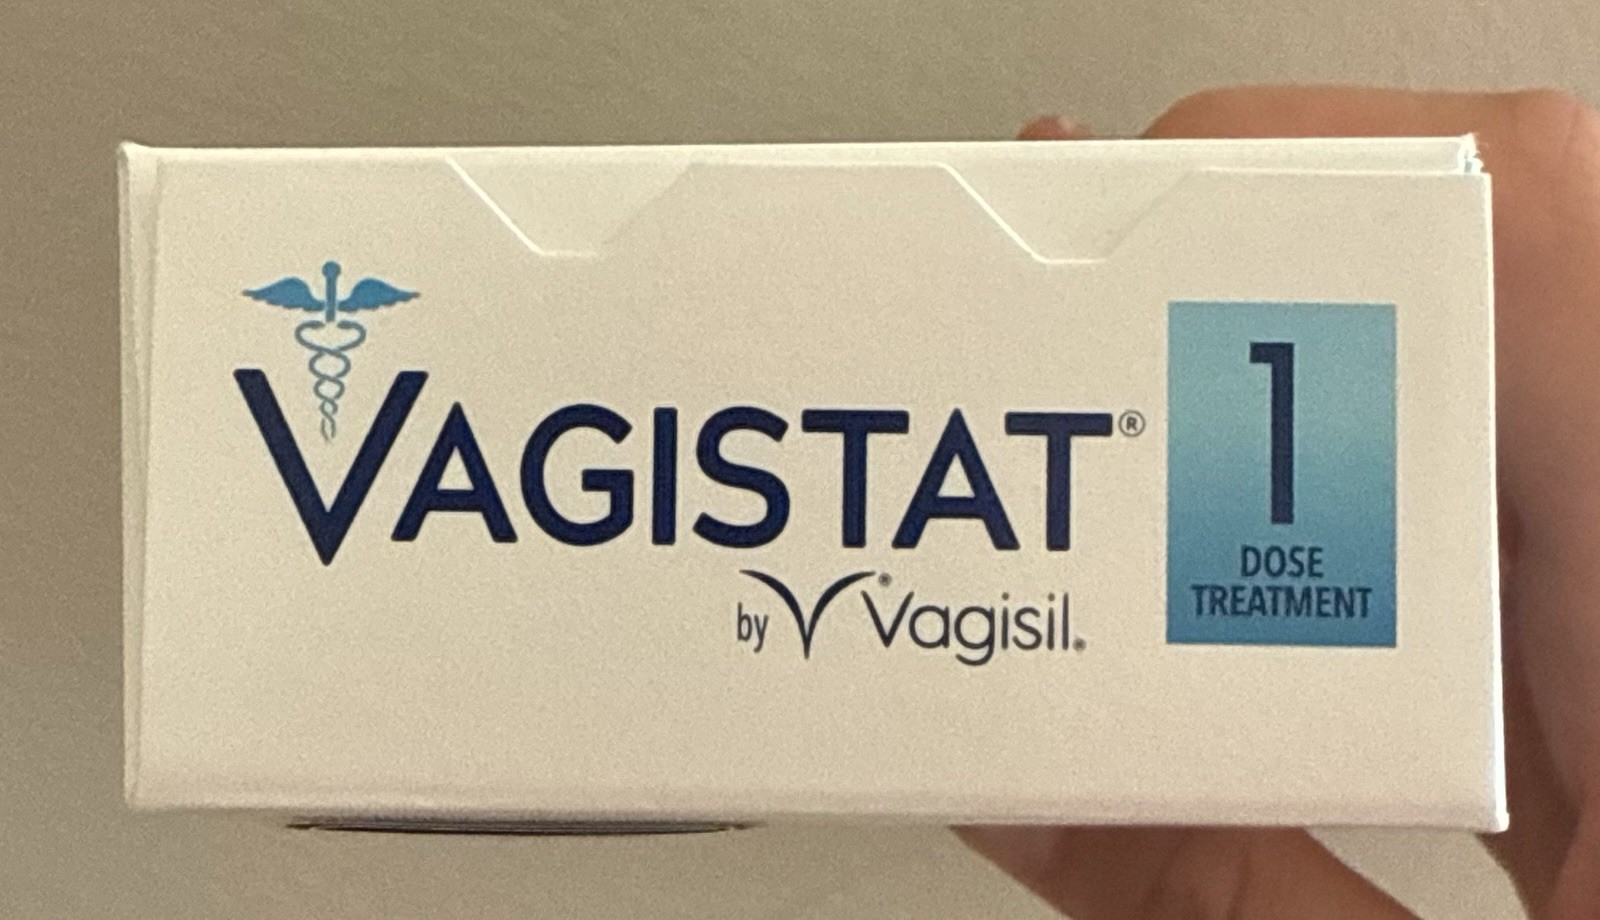 VAGISTAT®
by Vagisil®
1
DOSE
TREATMENT